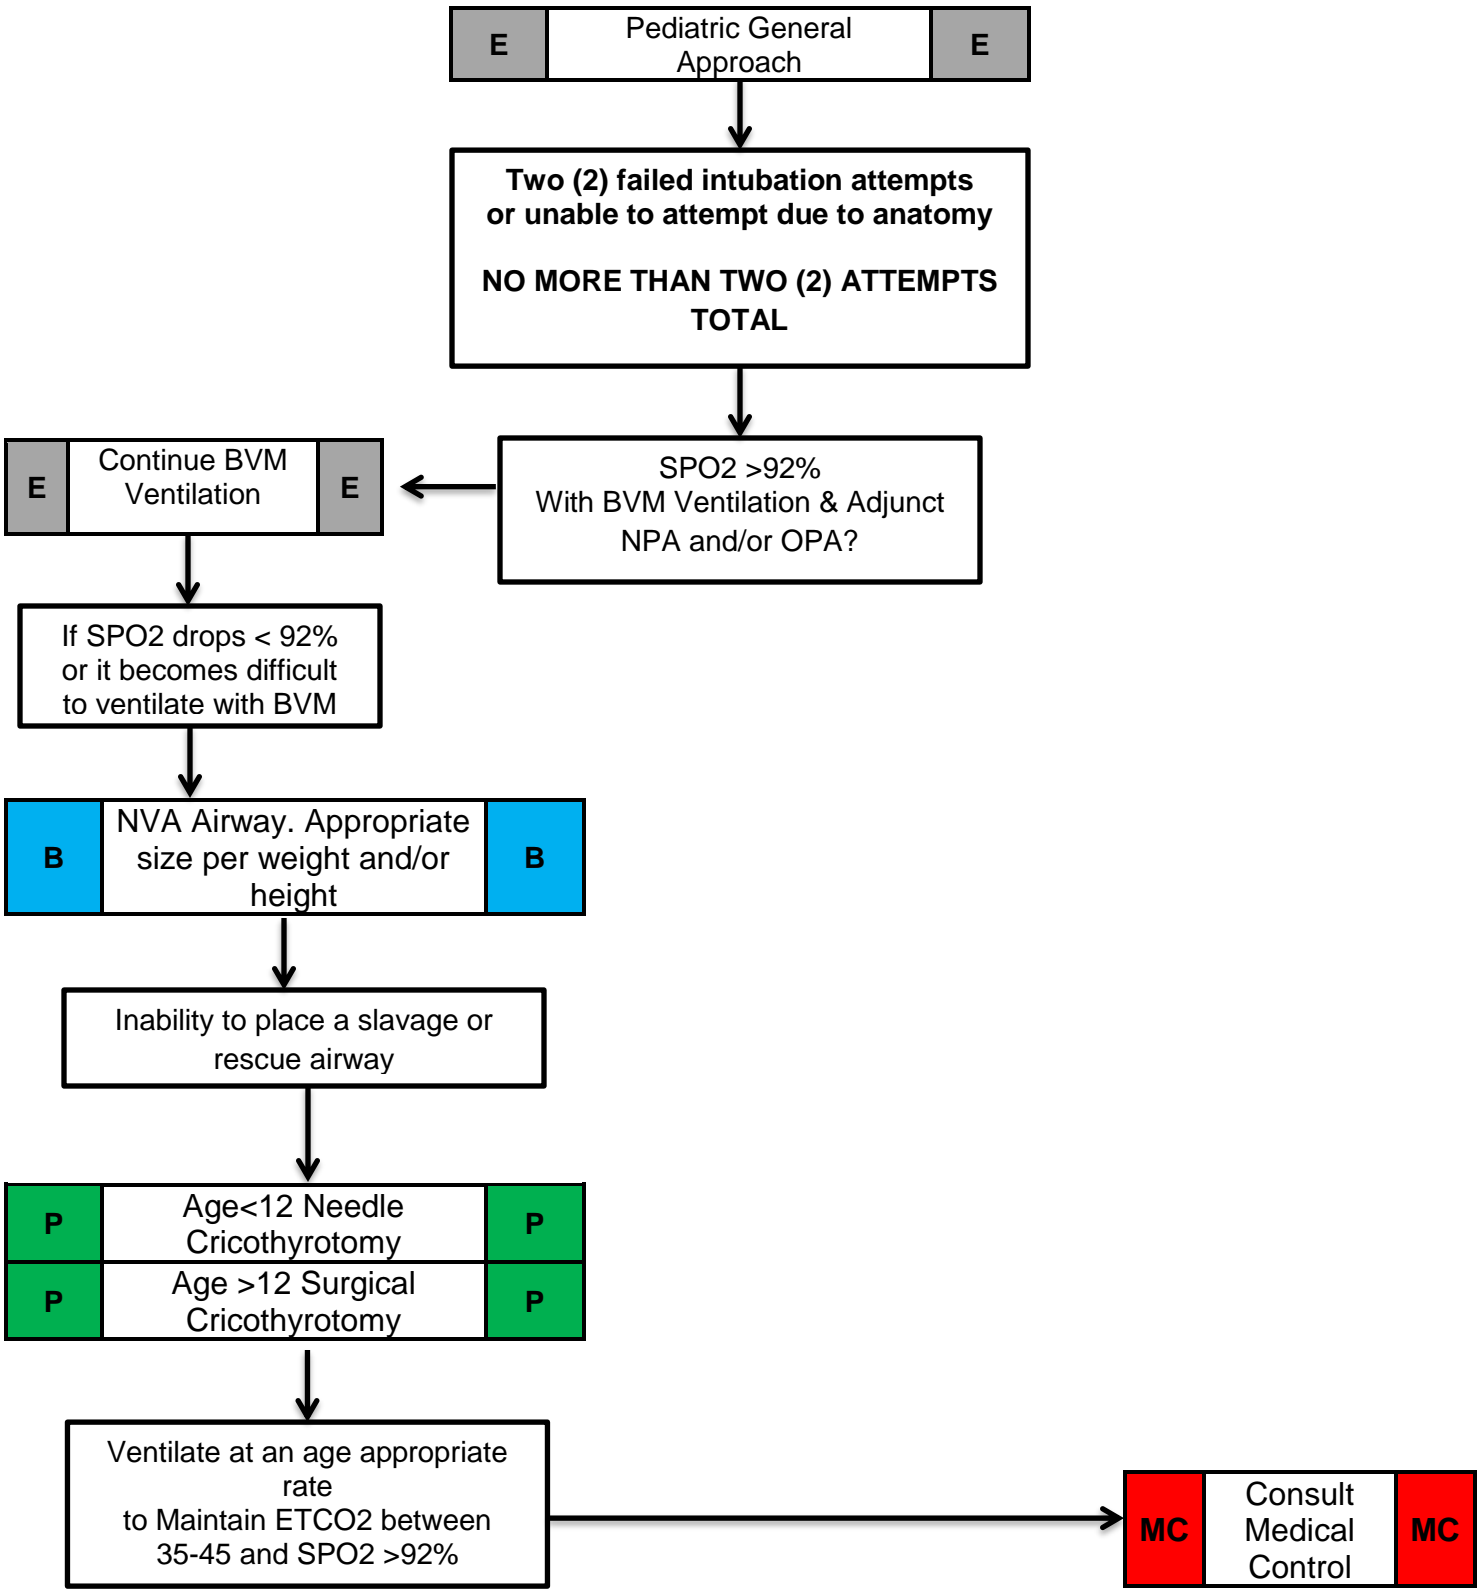 E
Pediatric General
Approach
E
Two (2) failed intubation attempts
or unable to attempt due to anatomy
NO MORE THAN TWO (2) ATTEMPTS
TOTAL
SPO2 >92%
With BVM Ventilation & Adjunct
NPA and/or OPA?
E
Continue BVM
Ventilation
E
If SPO2 drops < 92%
or it becomes difficult
to ventilate with BVM
B
NVA Airway. Appropriate
size per weight and/or
height
B
Inability to place a slavage or
rescue airway
P
Age<12 Needle
Cricothyrotomy
P
P
Age >12 Surgical
Cricothyrotomy
P
Ventilate at an age appropriate
rate
to Maintain ETCO2 between
35-45 and SPO2 >92%
MC
Consult
Medical
Control
MC